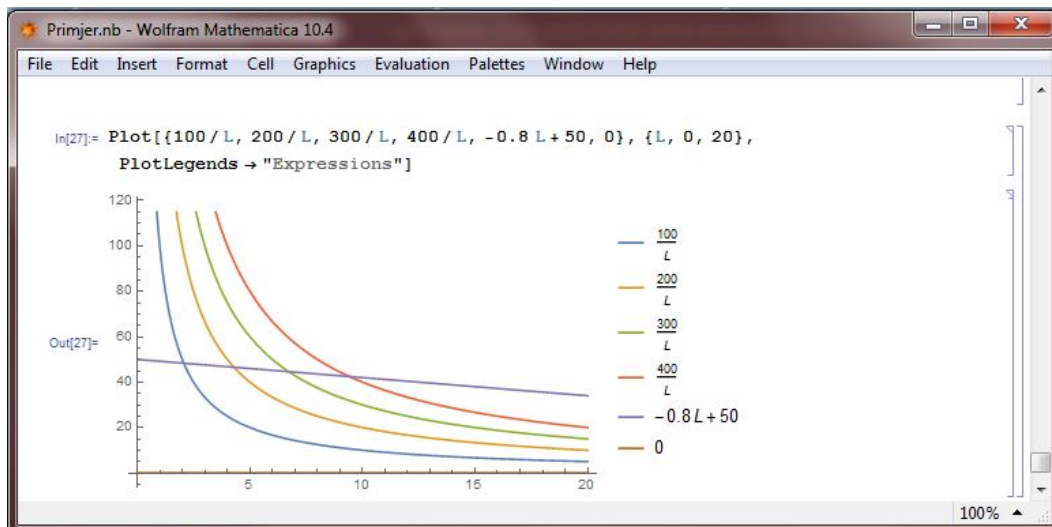 Primjer.nb - Wolfram Mathematica 10.4
File Edit Insert Format Cell Graphics Evaluation Palettes Window Help
In[27]:= Plot[{100 / L, 200 / L, 300 / L, 400 / L, -0.8 L + 50, 0}, {L, 0, 20},
PlotLegends → "Expressions"]
Out[27]=
120
100
80
60
40
20
5 10 15 20
100/L
200/L
300/L
400/L
-0.8 L + 50
0
100%